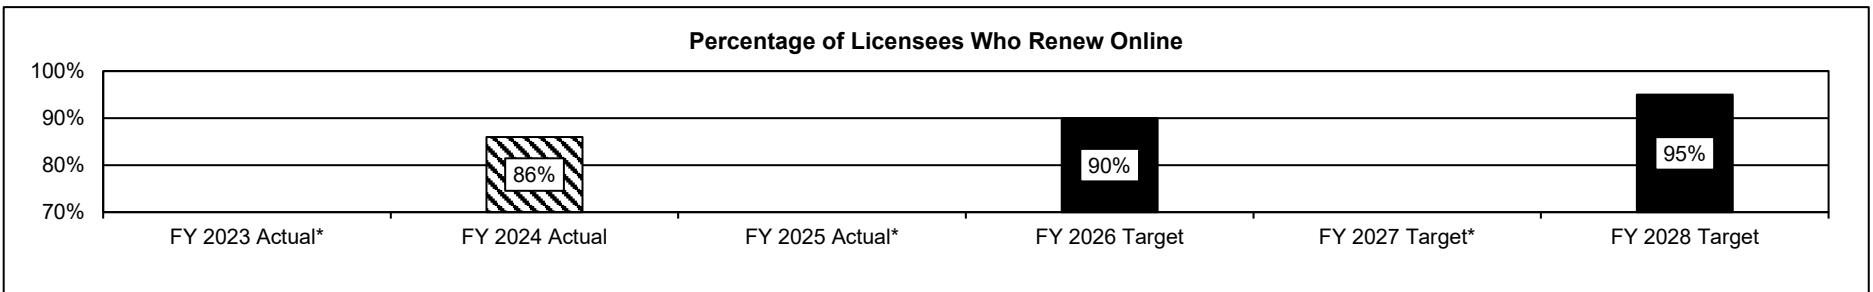 Percentage of Licensees Who Renew Online
100%
90%
80%
70%
86%
90%
95%
FY 2023 Actual*
FY 2024 Actual
FY 2025 Actual*
FY 2026 Target
FY 2027 Target*
FY 2028 Target